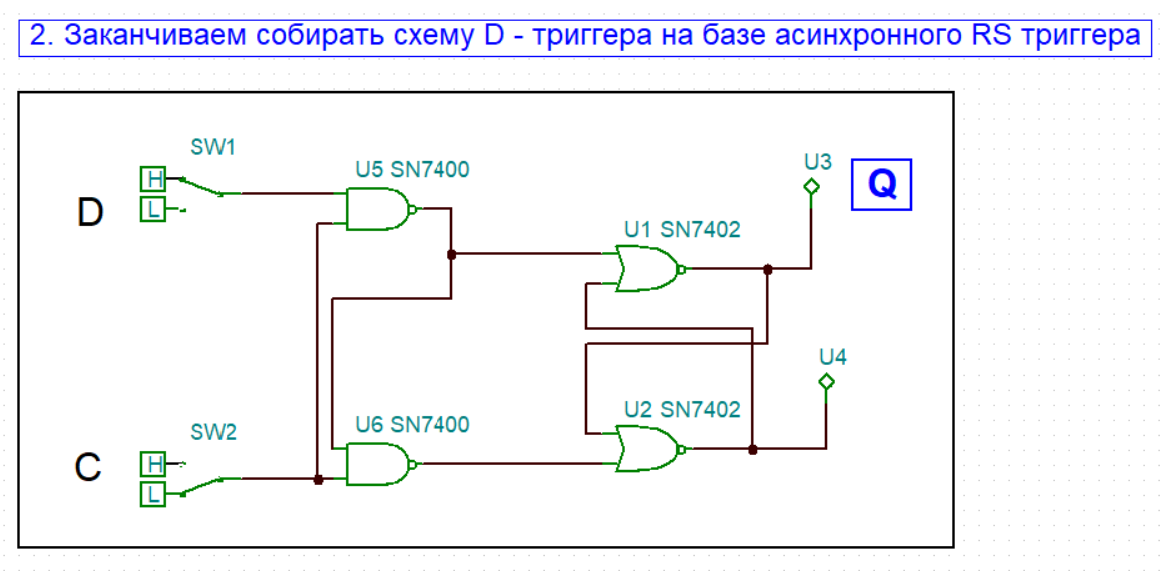 2. Заканчиваем собирать схему D - триггера на базе асинхронного RS триггера
SW1
U5 SN7400
U3
H
Q
L
D
U1 SN7402
U4
SW2
U6 SN7400
U2 SN7402
H
C
L